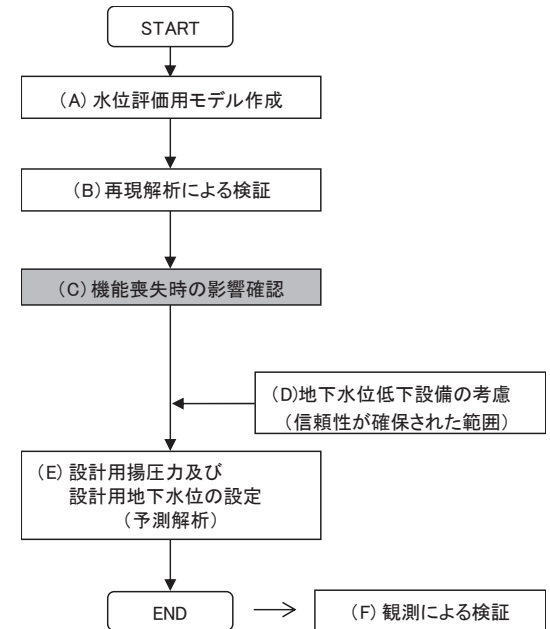 START
(A) 水位評価用モデル作成
(B) 再現解析による検証
(C) 機能喪失時の影響確認
(D)地下水位低下設備の考慮
(信頼性が確保された範囲)
(E) 設計用揚圧力及び
設計用地下水位の設定
(予測解析)
END
(F) 観測による検証